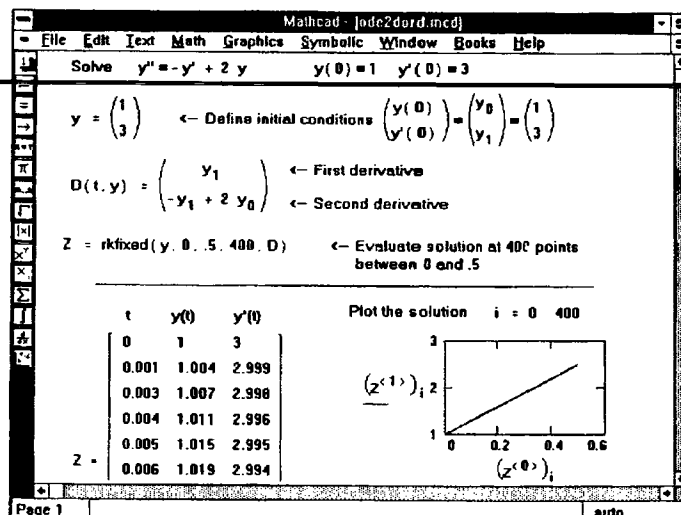 Mathcad - [ode2dord.mcd]
File Edit Text Math Graphics Symbolic Window Books Help
Solve y'' = -y' + 2 y y(0) = 1 y'(0) = 3
y = (1 3) <- Define initial conditions (y(0) y'(0)) = (y0 y1) = (1 3)
D(t, y) = (y1 -y1 + 2 y0) <- First derivative
<- Second derivative
Z = rkfixed(y, 0, .5, 400, D) <- Evaluate solution at 400 points
between 0 and .5
t y(t) y'(t) Plot the solution i = 0 400
0 1 3
0.001 1.004 2.999
0.003 1.007 2.998
0.004 1.011 2.996
0.005 1.015 2.995
0.006 1.019 2.994
Z =
3
2
1
(z<1>)i
0 0.2 0.4 0.6
(z<0>)i
Page 1 auto